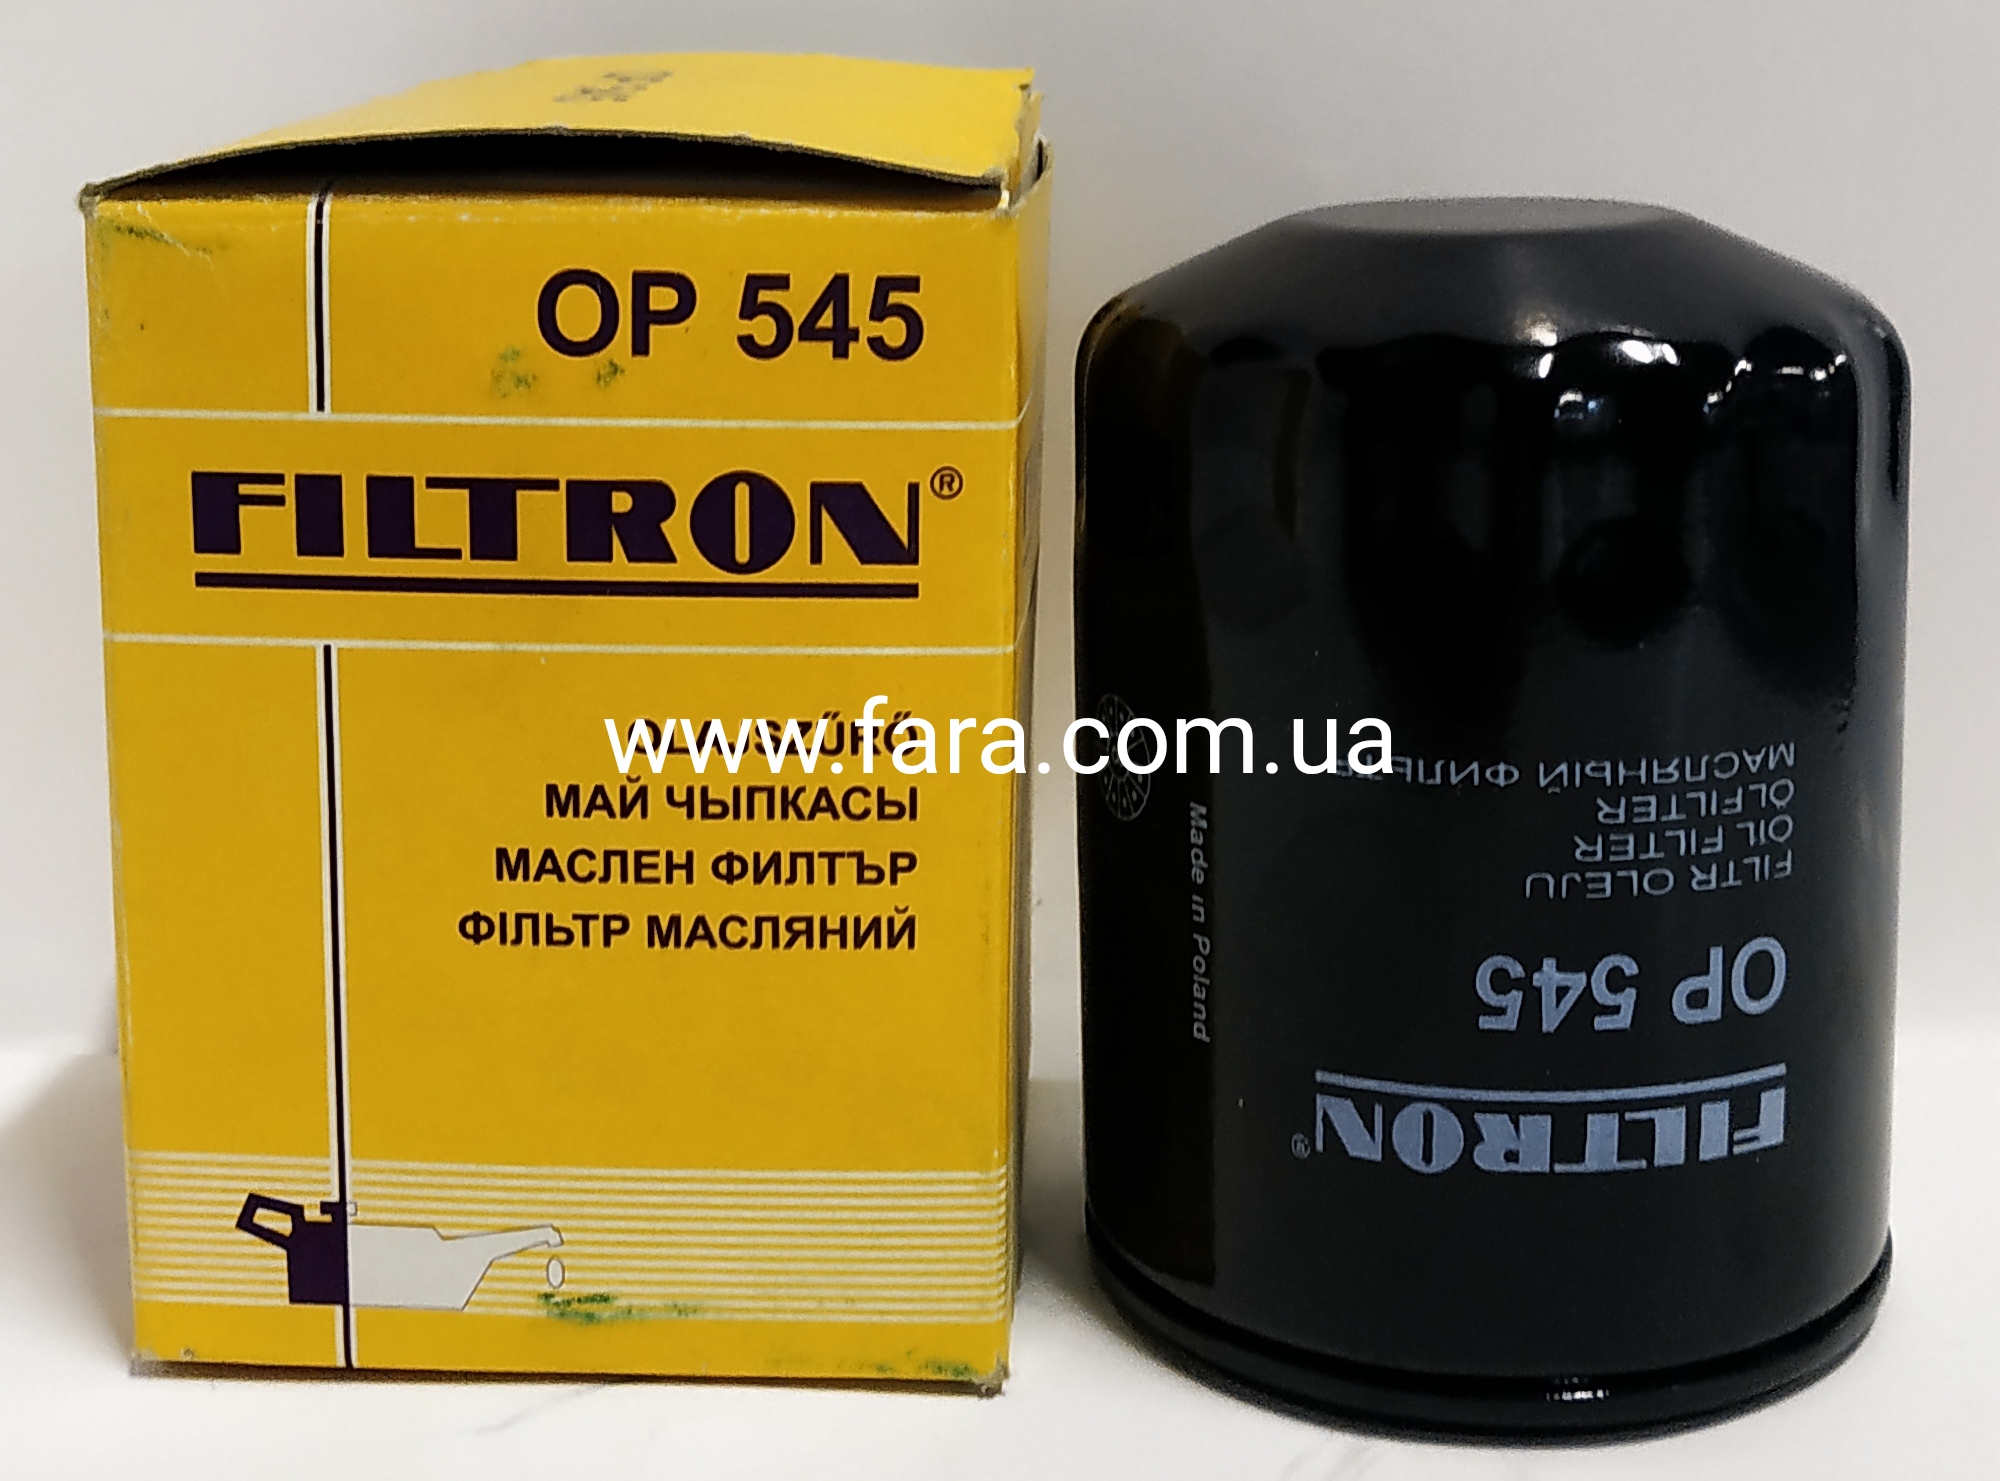 OP 545
FILTRON®
OLAJSZŰRŐ
МАЙ ЧЫПКАСЫ
МАСЛЕН ФИЛТЪР
ФІЛЬТР МАСЛЯНИЙ
www.fara.com.ua
FILTRON®
OP 545
FILTR OLEJU
OIL FILTER
ÖLFILTER
МАСЛЯНЫЙ ФИЛЬТР
Made in Poland